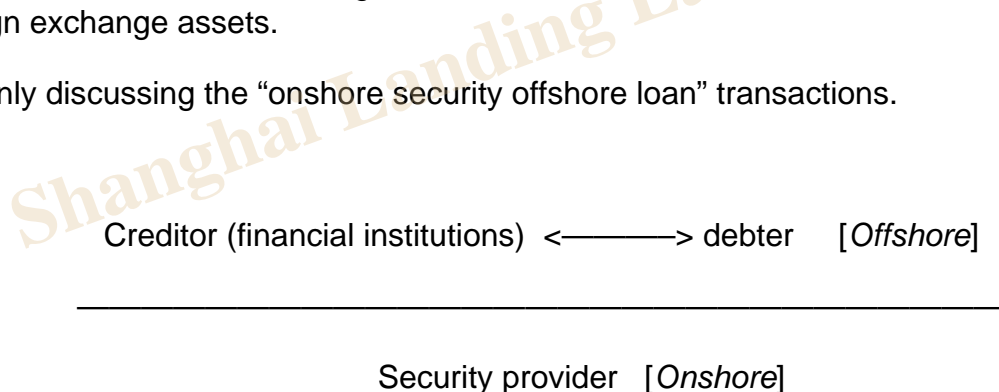 gn exchange assets.
nly discussing the “onshore security offshore loan” transactions.
Shanghai Landing
Creditor (financial institutions) <————> debter [Offshore]
Security provider [Onshore]